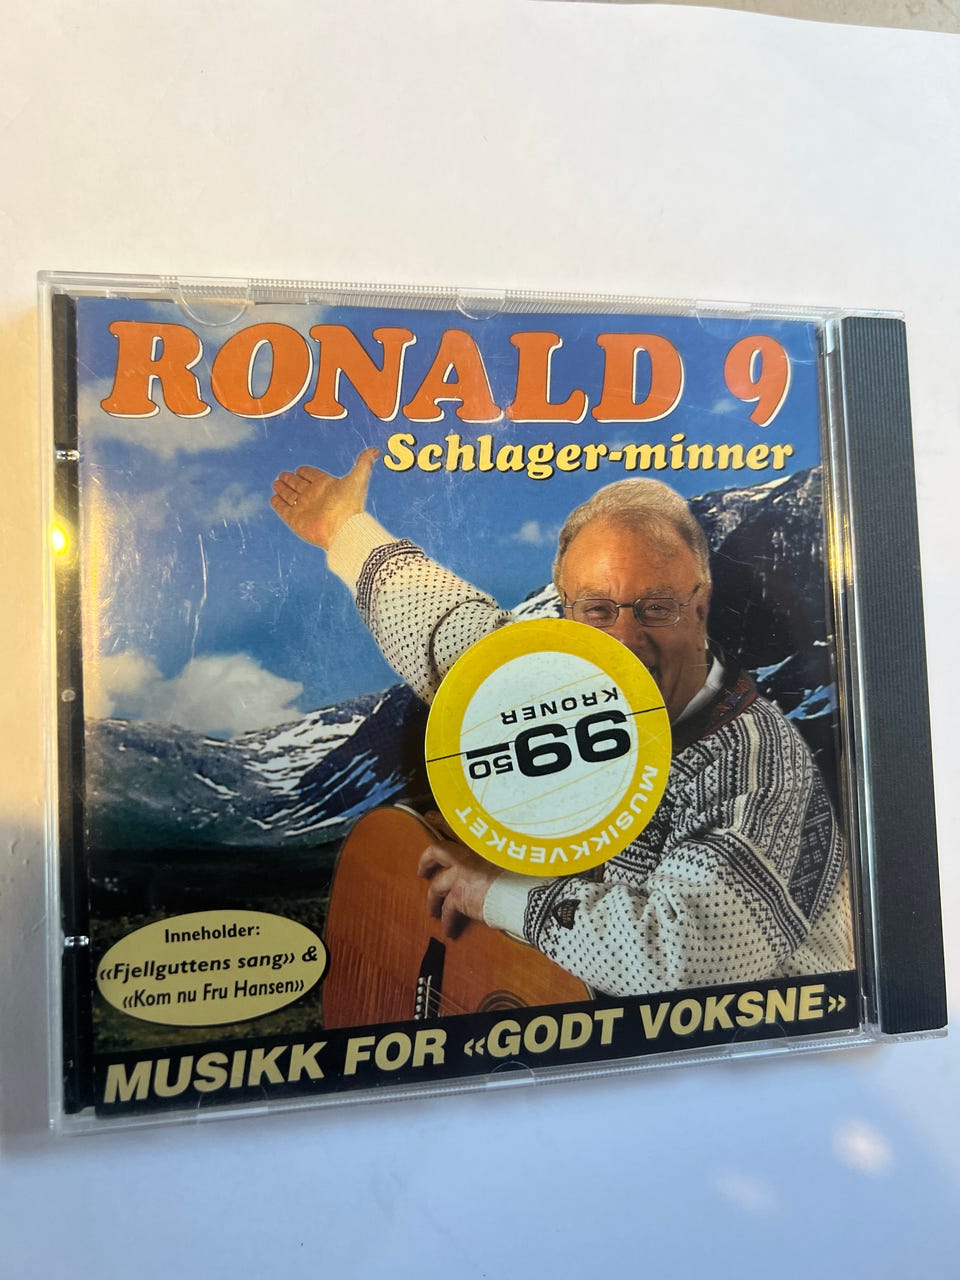 RONALD 9
Schlager-minner
KRONER
99 50
MUSIKKVERKET
Inneholder:
«Fjellguttens sang» &
«Kom nu Fru Hansen»
MUSIKK FOR «GODT VOKSNE»